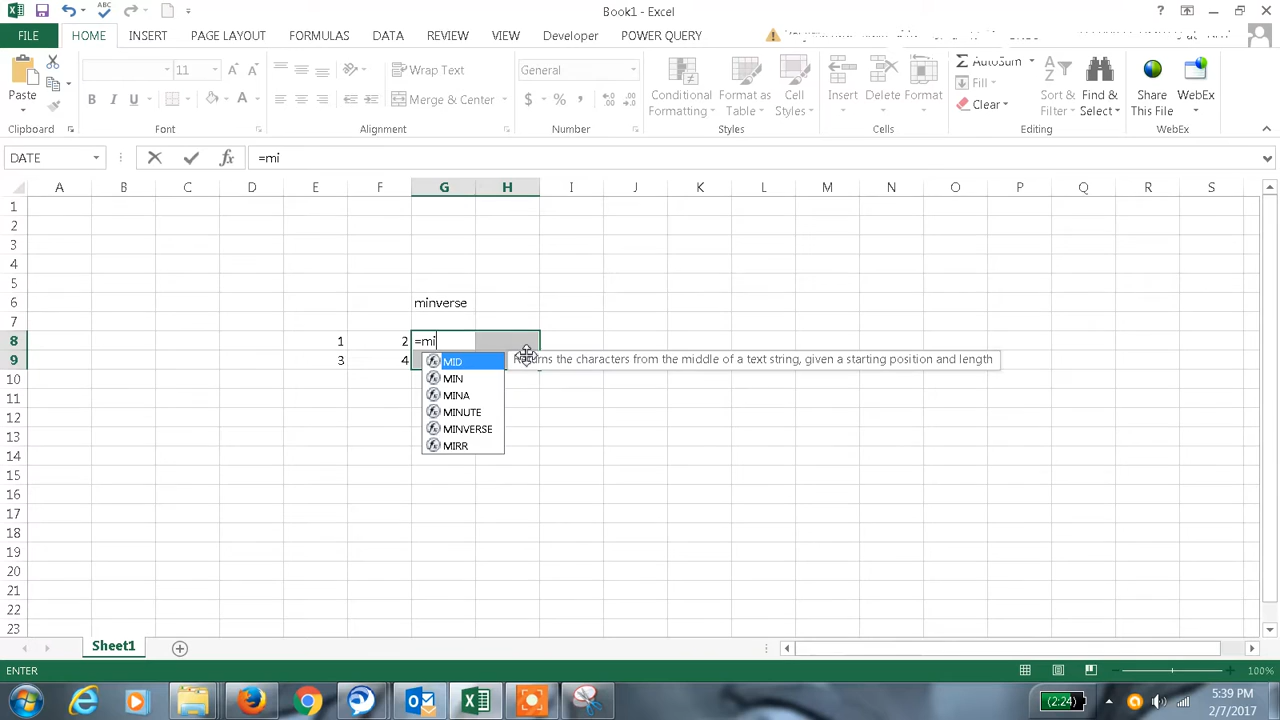 Book1 - Excel
FILE HOME INSERT PAGE LAYOUT FORMULAS DATA REVIEW VIEW Developer POWER QUERY
11 Wrap Text General AutoSum
Fill
Paste B I U Merge & Center $ % , Conditional Formatting Format as Table Cell Styles Insert Delete Format Clear Sort & Filter Find & Select Share This File WebEx
Clipboard Font Alignment Number Styles Cells Editing WebEx
DATE fx =mi
A B C D E F G H I J K L M N O P Q R S
1
2
3
4
5
6 minverse
7
8 1 2 =mi
9 3 4 MID Returns the characters from the middle of a text string, given a starting position and length
10 MIN
11 MINA
12 MINUTE
13 MINVERSE
14 MIRR
15
16
17
18
19
20
21
22
23
Sheet1
ENTER 100%
(2:24) 5:39 PM
2/7/2017